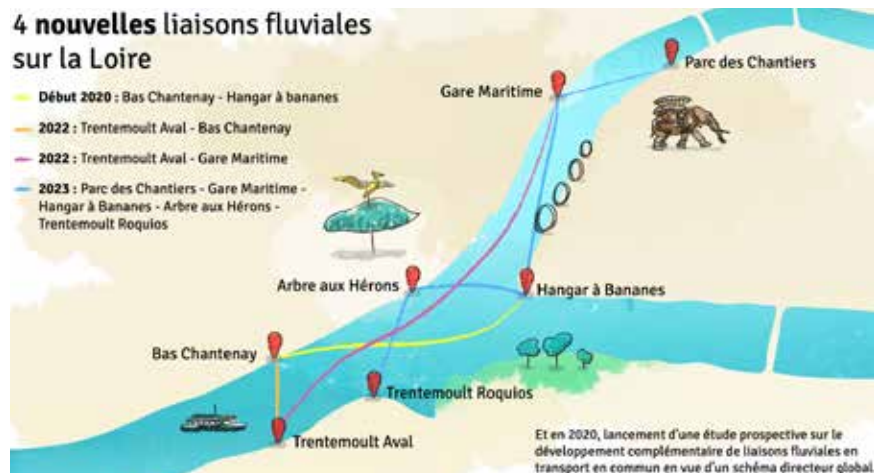 4 nouvelles liaisons fluviales
sur la Loire
Début 2020 : Bas Chantenay - Hangar à bananes
2022 : Trentemoult Aval - Bas Chantenay
2022 : Trentemoult Aval - Gare Maritime
2023 : Parc des Chantiers - Gare Maritime -
Hangar à Bananes - Arbre aux Hérons -
Trentemoult Roquios
Parc des Chantiers
Gare Maritime
Arbre aux Hérons
Hangar à Bananes
Bas Chantenay
Trentemoult Roquios
Trentemoult Aval
Et en 2020, lancement d'une étude prospective sur le
développement complémentaire de liaisons fluviales en
transport en commun en vue d'un schéma directeur global